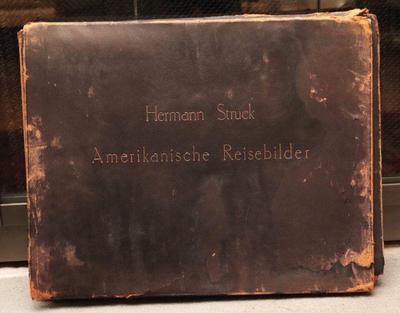 Hermann Struck
Amerikanische Reisebilder